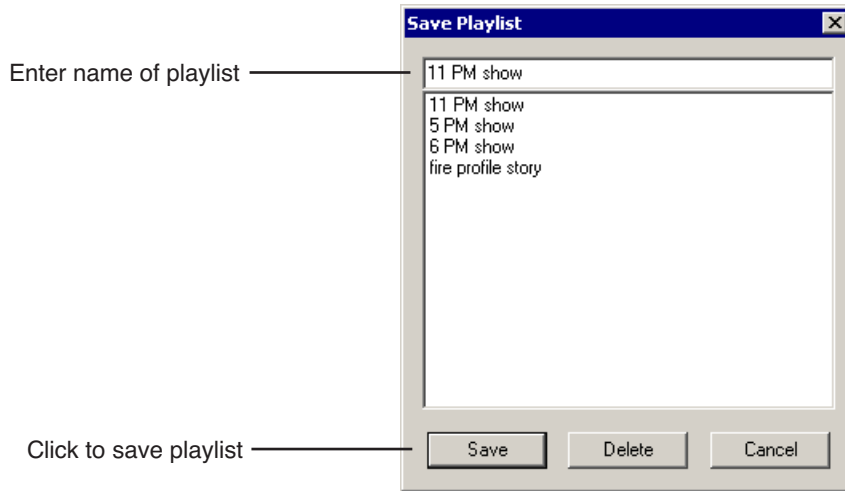 Save Playlist
Enter name of playlist
11 PM show
11 PM show
5 PM show
6 PM show
fire profile story
Click to save playlist
Save
Delete
Cancel